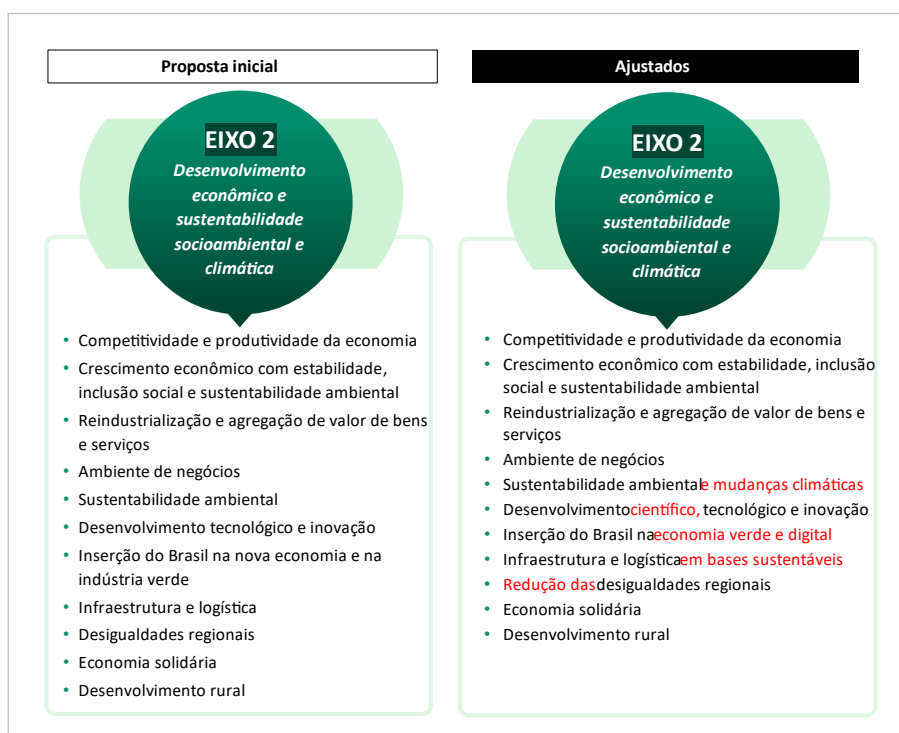 Proposta inicial
EIXO 2
Desenvolvimento
econômico e
sustentabilidade
socioambiental e
climática
• Competitividade e produtividade da economia
• Crescimento econômico com estabilidade,
inclusão social e sustentabilidade ambiental
• Reindustrialização e agregação de valor de bens
e serviços
• Ambiente de negócios
• Sustentabilidade ambiental
• Desenvolvimento tecnológico e inovação
• Inserção do Brasil na nova economia e na
indústria verde
• Infraestrutura e logística
• Desigualdades regionais
• Economia solidária
• Desenvolvimento rural
Ajustados
EIXO 2
Desenvolvimento
econômico e
sustentabilidade
socioambiental e
climática
• Competitividade e produtividade da economia
• Crescimento econômico com estabilidade, inclusão
social e sustentabilidade ambiental
• Reindustrialização e agregação de valor de bens e
serviços
• Ambiente de negócios
• Sustentabilidade ambiental e mudanças climáticas
• Desenvolvimento científico, tecnológico e inovação
• Inserção do Brasil na economia verde e digital
• Infraestrutura e logística em bases sustentáveis
• Redução das desigualdades regionais
• Economia solidária
• Desenvolvimento rural